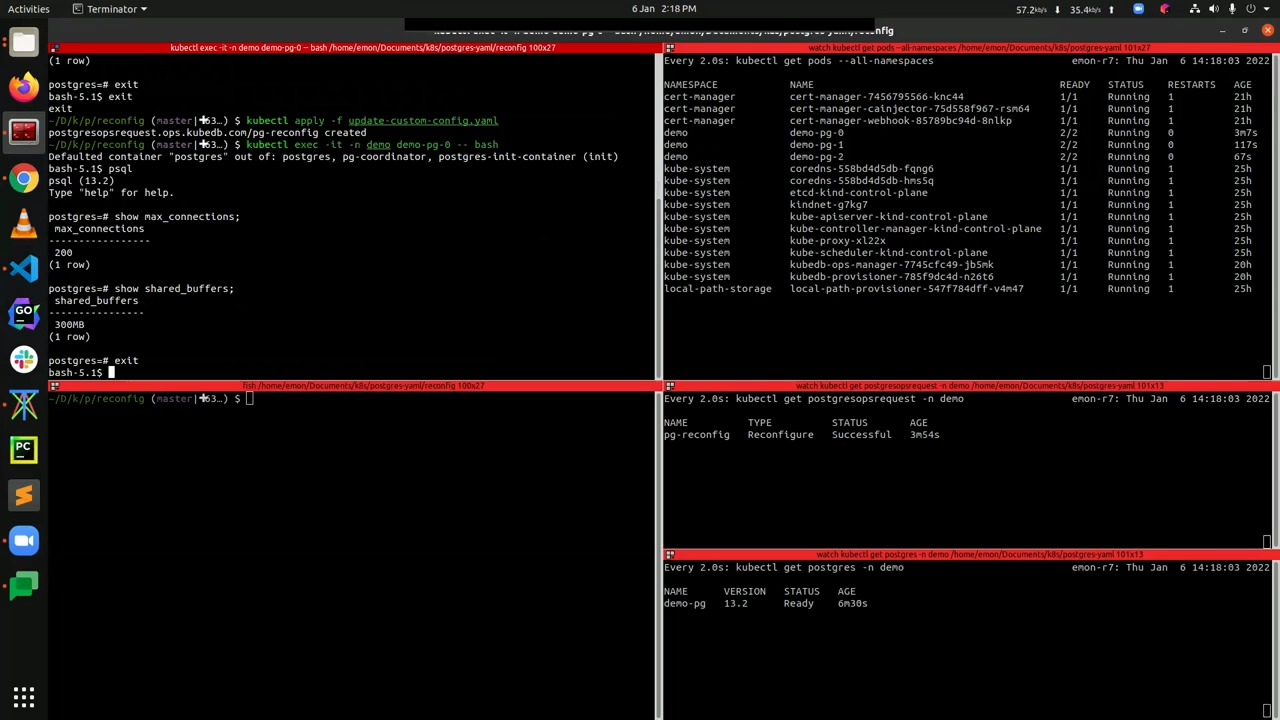 Activities
Terminator
6 Jan 2:18 PM
57.2kb/s
35.4kb/s
kubectl exec -it -n demo demo-pg-0 -- bash /home/emon/Documents/k8s/postgres-yaml/reconfig 100x27
(1 row)
postgres=# exit
bash-5.1$ exit
exit
~/D/k/p/reconfig (master|✚63…) $ kubectl apply -f update-custom-config.yaml
postgresopsrequest.ops.kubedb.com/pg-reconfig created
~/D/k/p/reconfig (master|✚63…) $ kubectl exec -it -n demo demo-pg-0 -- bash
Defaulted container "postgres" out of: postgres, pg-coordinator, postgres-init-container (init)
bash-5.1$ psql
psql (13.2)
Type "help" for help.
postgres=# show max_connections;
max_connections
-----------------
200
(1 row)
postgres=# show shared_buffers;
shared_buffers
----------------
300MB
(1 row)
postgres=# exit
bash-5.1$
fish /home/emon/Documents/k8s/postgres-yaml/reconfig 100x27
~/D/k/p/reconfig (master|✚63…) $
watch kubectl get pods --all-namespaces /home/emon/Documents/k8s/postgres-yaml 101x27
Every 2.0s: kubectl get pods --all-namespaces emon-r7: Thu Jan 6 14:18:03 2022
NAMESPACE NAME READY STATUS RESTARTS AGE
cert-manager cert-manager-7456795566-knc44 1/1 Running 1 21h
cert-manager cert-manager-cainjector-75d558f967-rsm64 1/1 Running 1 21h
cert-manager cert-manager-webhook-85789bc94d-8nlkp 1/1 Running 1 21h
demo demo-pg-0 2/2 Running 0 3m7s
demo demo-pg-1 2/2 Running 0 117s
demo demo-pg-2 2/2 Running 0 67s
kube-system coredns-558bd4d5db-fqng6 1/1 Running 1 25h
kube-system coredns-558bd4d5db-hms5q 1/1 Running 1 25h
kube-system etcd-kind-control-plane 1/1 Running 1 25h
kube-system kindnet-g7kg7 1/1 Running 1 25h
kube-system kube-apiserver-kind-control-plane 1/1 Running 1 25h
kube-system kube-controller-manager-kind-control-plane 1/1 Running 1 25h
kube-system kube-proxy-xl22x 1/1 Running 1 25h
kube-system kube-scheduler-kind-control-plane 1/1 Running 1 25h
kube-system kubedb-ops-manager-7745cfc49-jb5mk 1/1 Running 1 20h
kube-system kubedb-provisioner-785f9dc4d-n26t6 1/1 Running 1 20h
local-path-storage local-path-provisioner-547f784dff-v4m47 1/1 Running 1 25h
watch kubectl get postgresopsrequest -n demo /home/emon/Documents/k8s/postgres-yaml 101x13
Every 2.0s: kubectl get postgresopsrequest -n demo emon-r7: Thu Jan 6 14:18:03 2022
NAME TYPE STATUS AGE
pg-reconfig Reconfigure Successful 3m54s
watch kubectl get postgres -n demo /home/emon/Documents/k8s/postgres-yaml 101x13
Every 2.0s: kubectl get postgres -n demo emon-r7: Thu Jan 6 14:18:03 2022
NAME VERSION STATUS AGE
demo-pg 13.2 Ready 6m30s
GO
PC